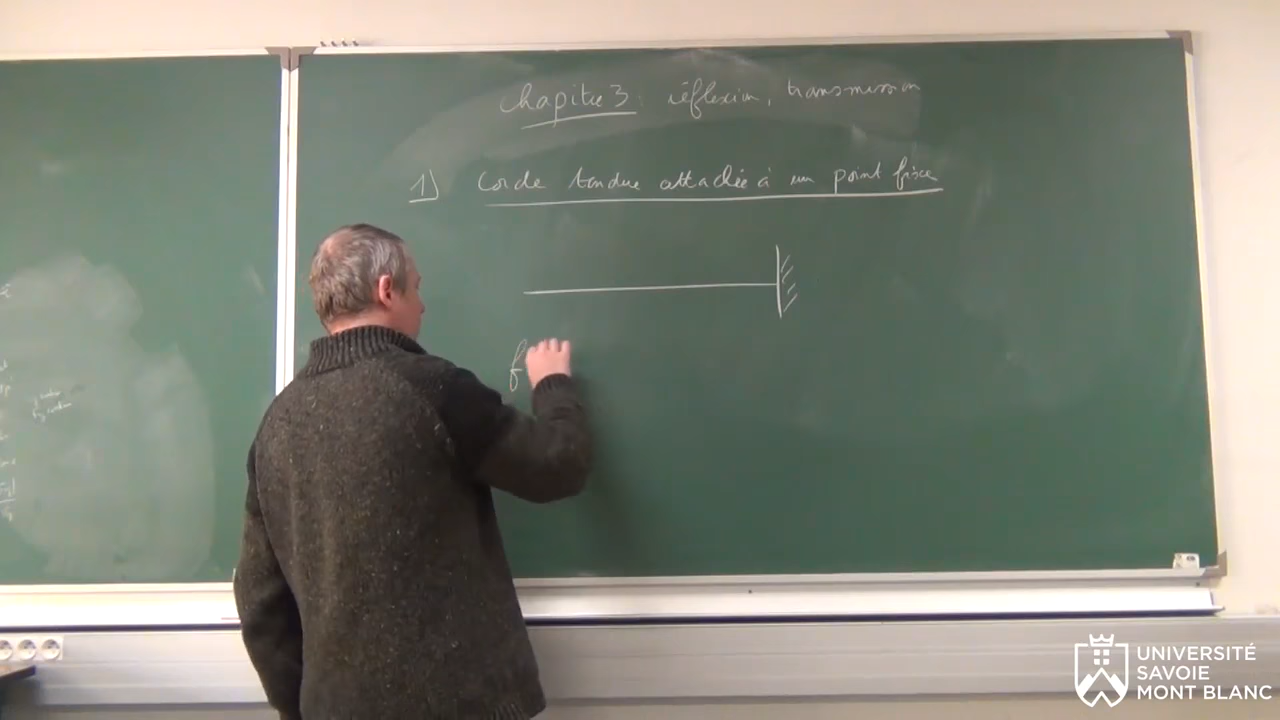 Chapitre 3 : réflexion, transmission
1) Corde tendue attachée à un point fixe
f
UNIVERSITÉ
SAVOIE
MONT BLANC